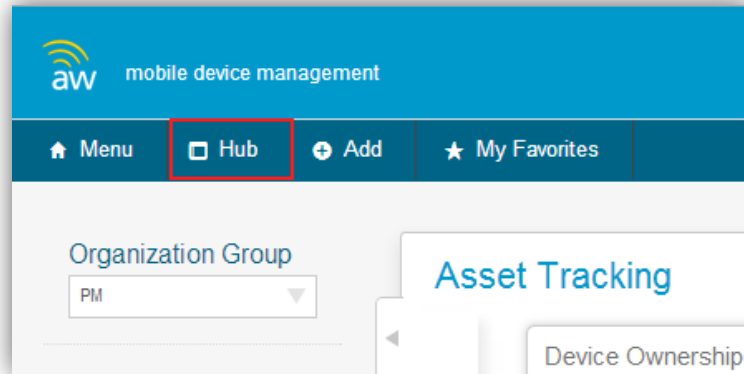 aw mobile device management
Menu Hub Add My Favorites
Organization Group
PM
Asset Tracking
Device Ownership